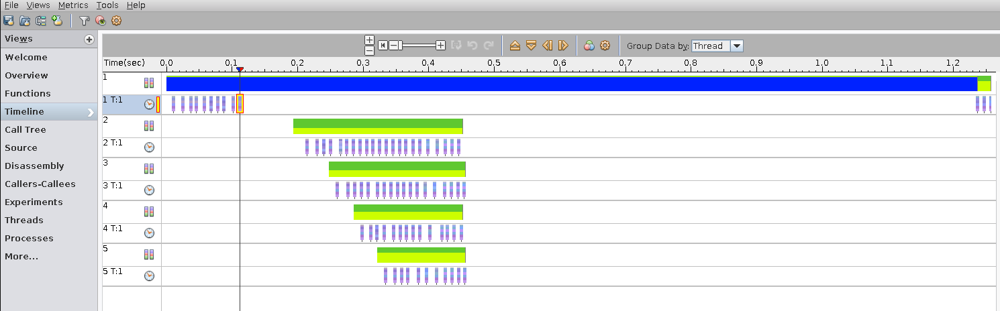 File Views Metrics Tools Help
Views
Welcome
Overview
Functions
Timeline
Call Tree
Source
Disassembly
Callers-Callees
Experiments
Threads
Processes
More...
Group Data by: Thread
Time(sec) 0.0 0.1 0.2 0.3 0.4 0.5 0.6 0.7 0.8 0.9 1.0 1.1 1.2
1
1 T:1
2
2 T:1
3
3 T:1
4
4 T:1
5
5 T:1